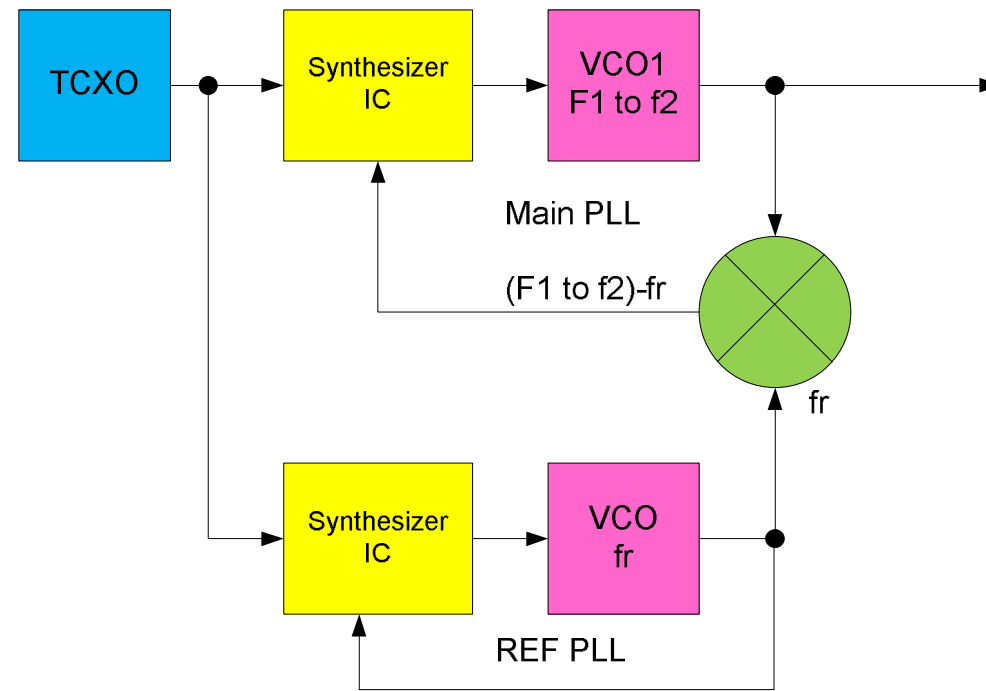 TCXO
Synthesizer
IC
VCO1
F1 to f2
Main PLL
(F1 to f2)-fr
fr
Synthesizer
IC
VCO
fr
REF PLL